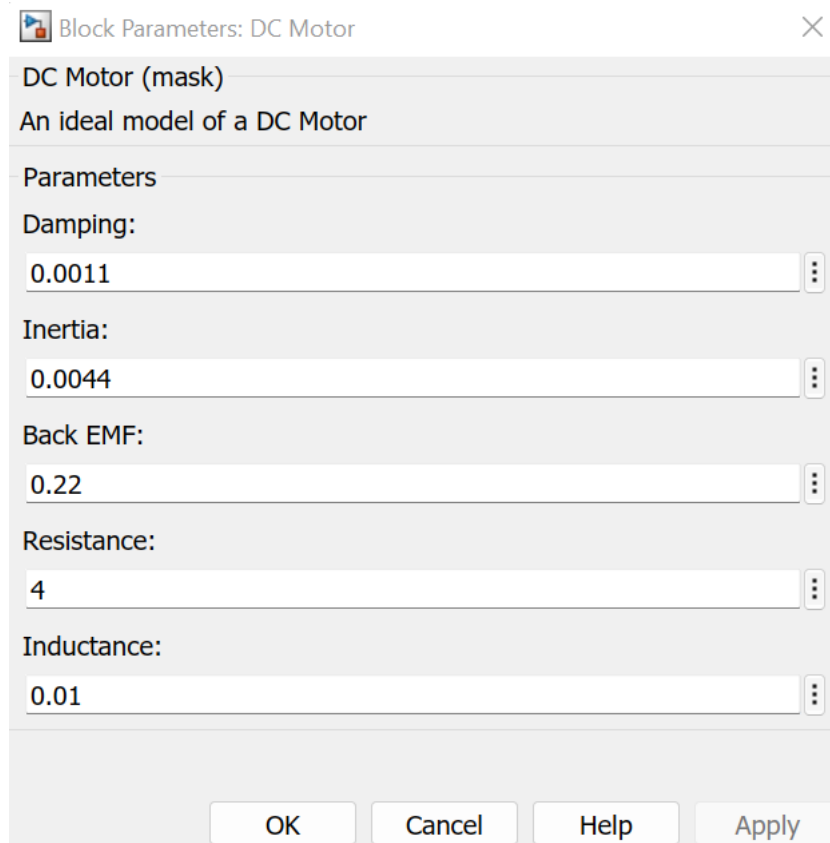 Block Parameters: DC Motor
DC Motor (mask)
An ideal model of a DC Motor
Parameters
Damping:
0.0011
Inertia:
0.0044
Back EMF:
0.22
Resistance:
4
Inductance:
0.01
OK Cancel Help Apply